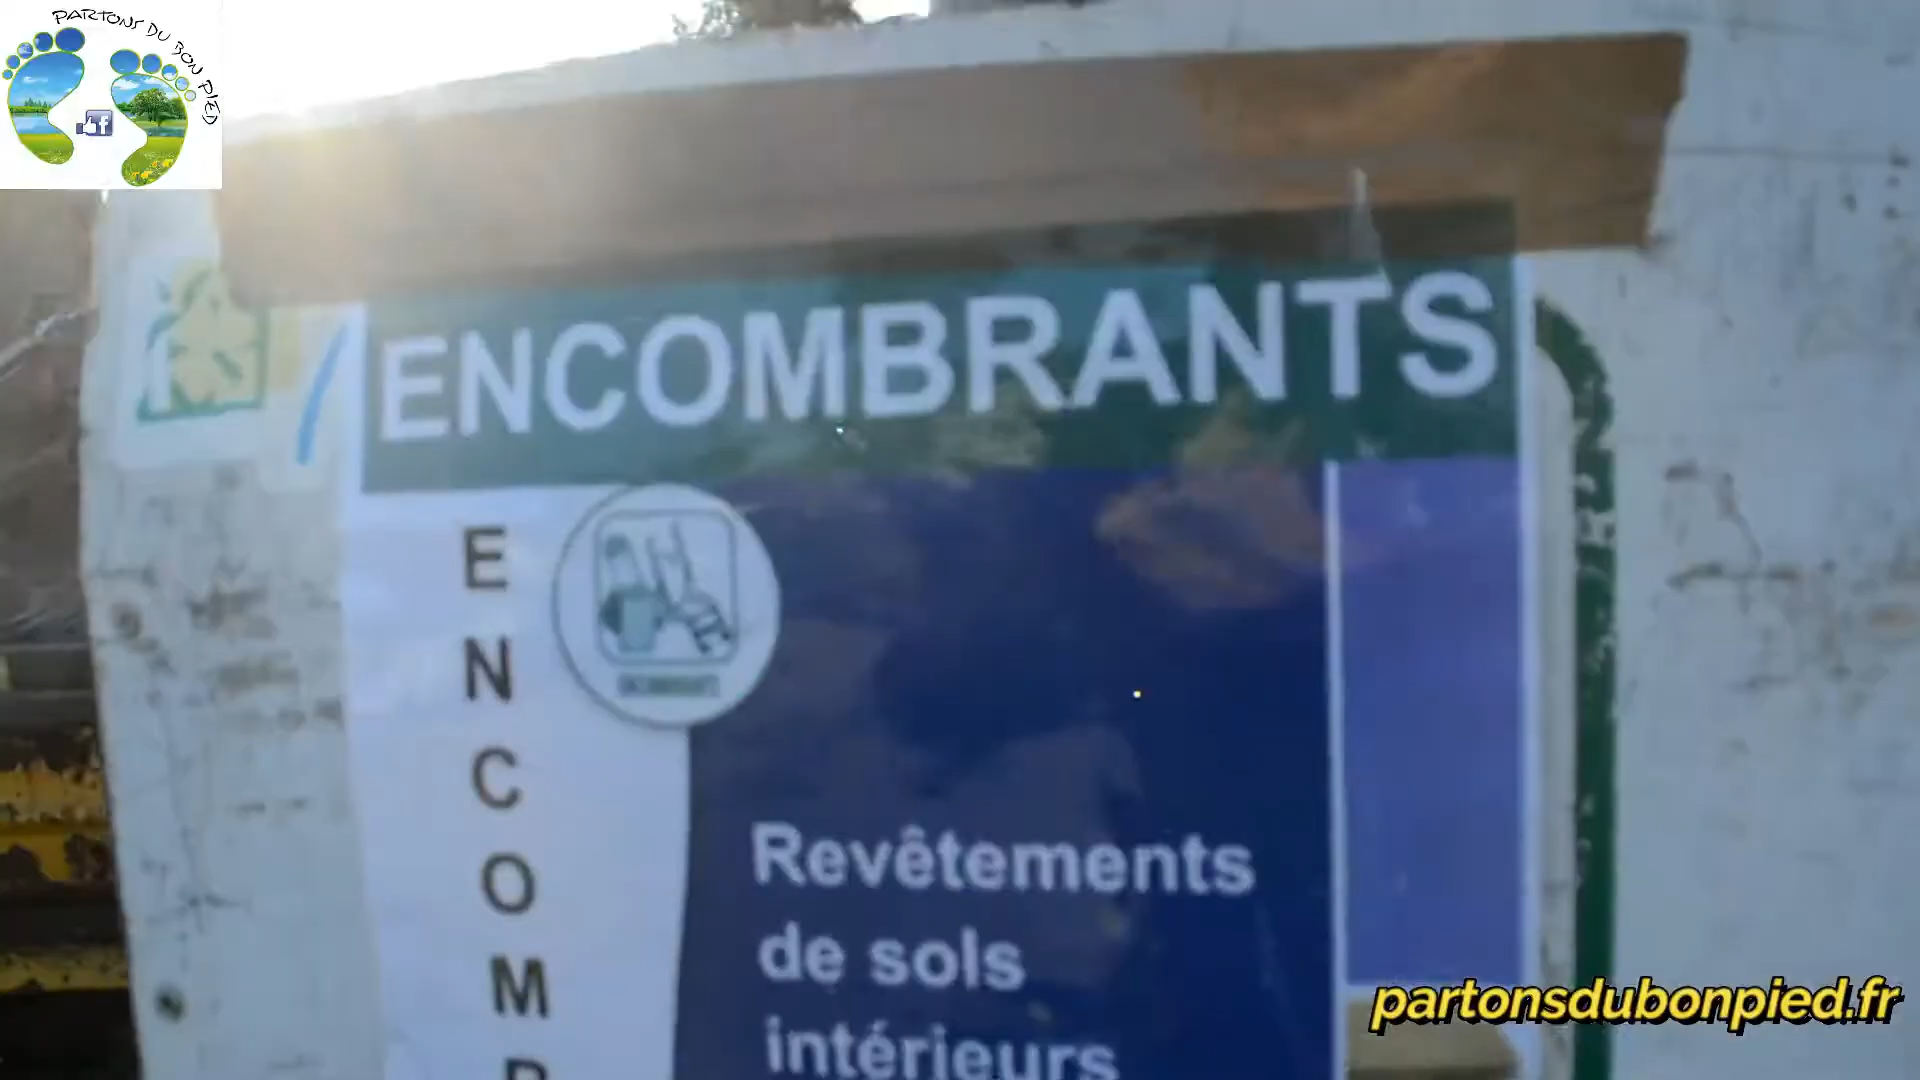 PARTONS DU BON PIED
f
ENCOMBRANTS
E
N
C
O
M
Revêtements
de sols
intérieurs
partonsdubonpied.fr